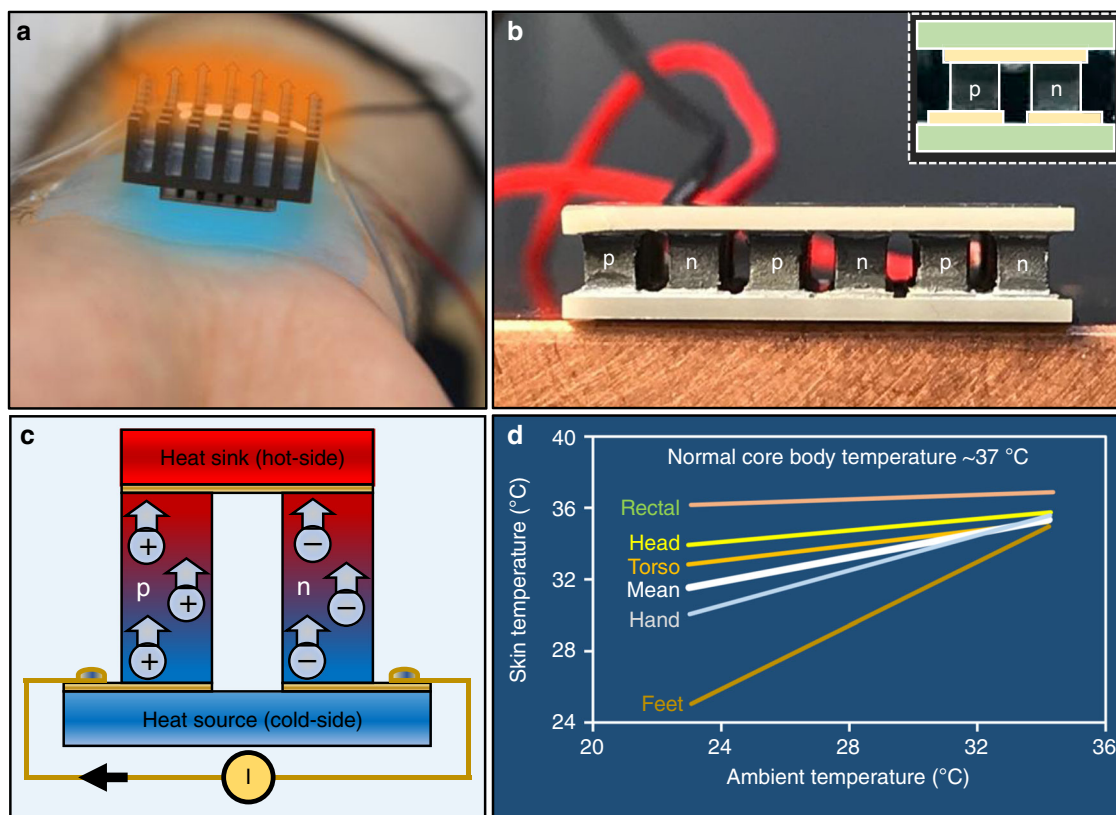 a
b
p
n
p
n
p
n
p
n
c
Heat sink (hot-side)
+
−
p
+
n
−
+
−
Heat source (cold-side)
I
d
40
Normal core body temperature ~37 °C
36
Rectal
Head
Torso
32
Mean
Hand
28
Feet
24
Skin temperature (°C)
20
24
28
32
36
Ambient temperature (°C)